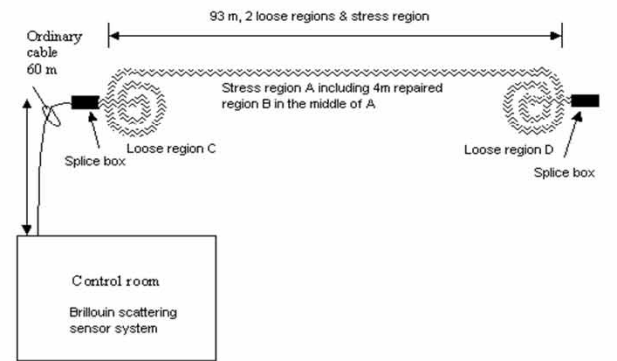 93 m, 2 loose regions & stress region
Ordinary
cable
60 m
Stress region A including 4m repaired
region B in the middle of A
Loose region C
Splice box
Loose region D
Splice box
Control room
Brillouin scattering
sensor system